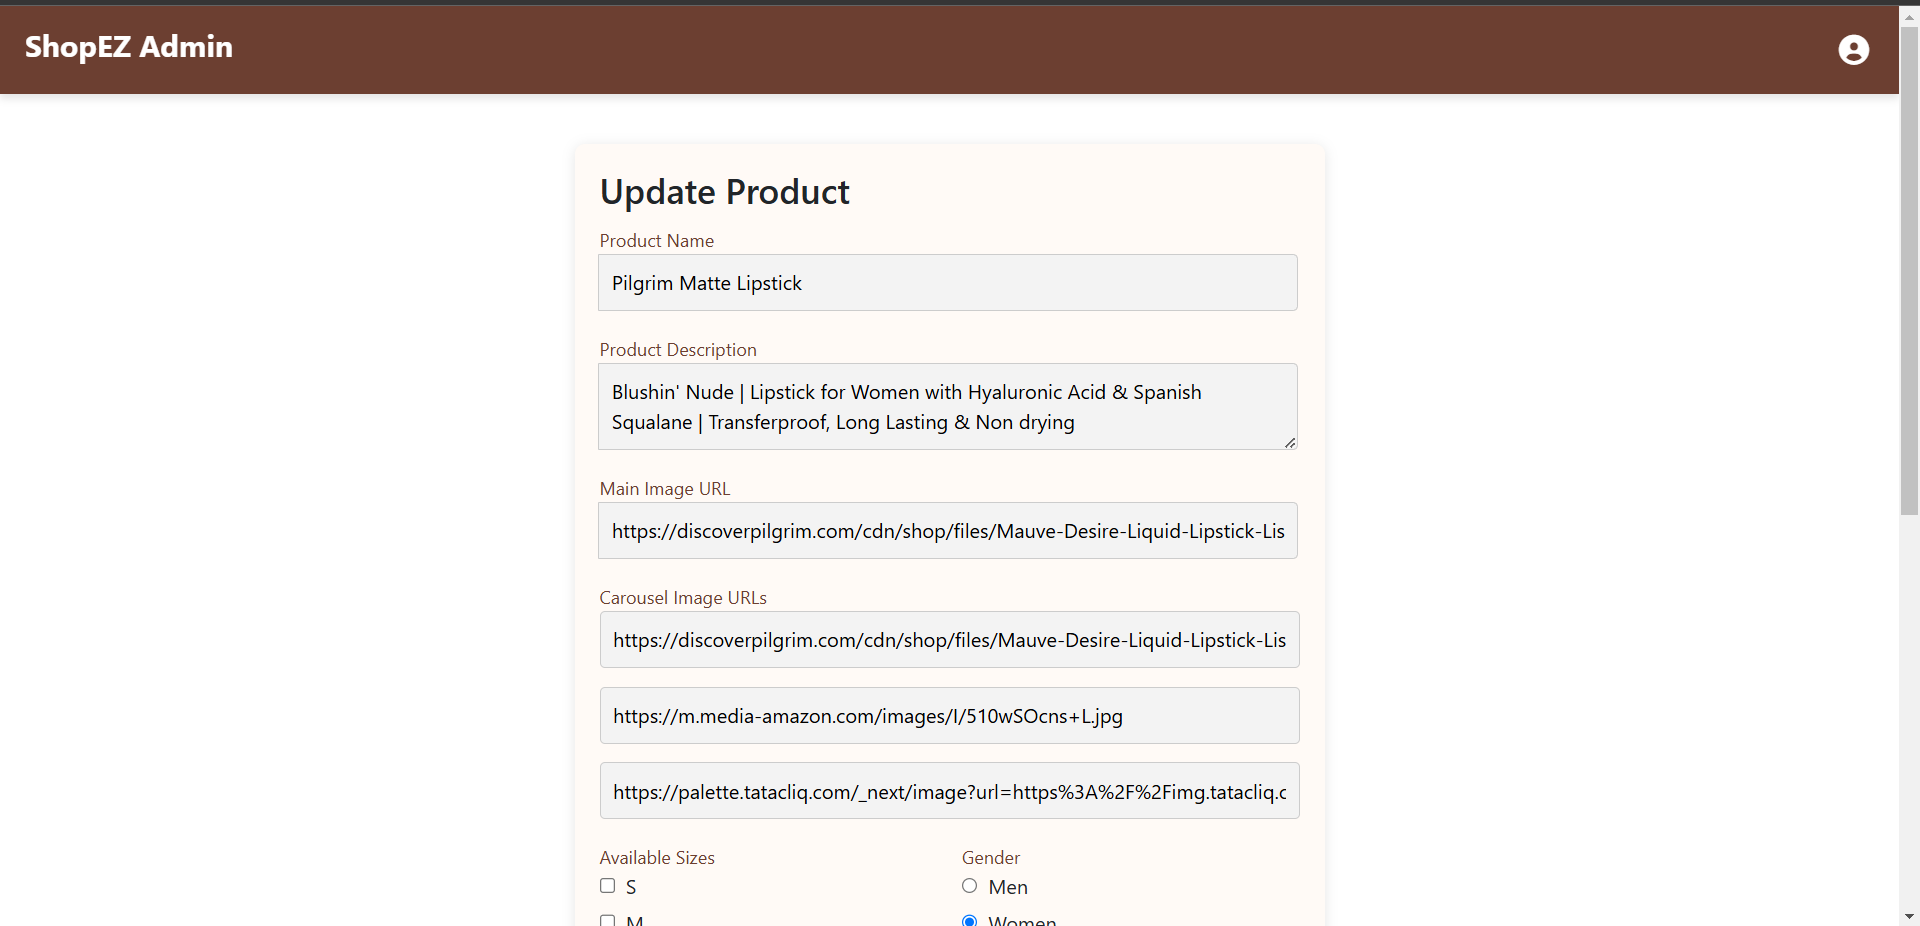 ShopEZ Admin
Update Product
Product Name
Pilgrim Matte Lipstick
Product Description
Blushin' Nude | Lipstick for Women with Hyaluronic Acid & Spanish
Squalane | Transferproof, Long Lasting & Non drying
Main Image URL
https://discoverpilgrim.com/cdn/shop/files/Mauve-Desire-Liquid-Lipstick-Lis
Carousel Image URLs
https://discoverpilgrim.com/cdn/shop/files/Mauve-Desire-Liquid-Lipstick-Lis
https://m.media-amazon.com/images/I/510wSOcns+L.jpg
https://palette.tatacliq.com/_next/image?url=https%3A%2F%2Fimg.tatacliq.c
Available Sizes
Gender
S
Men
M
Women